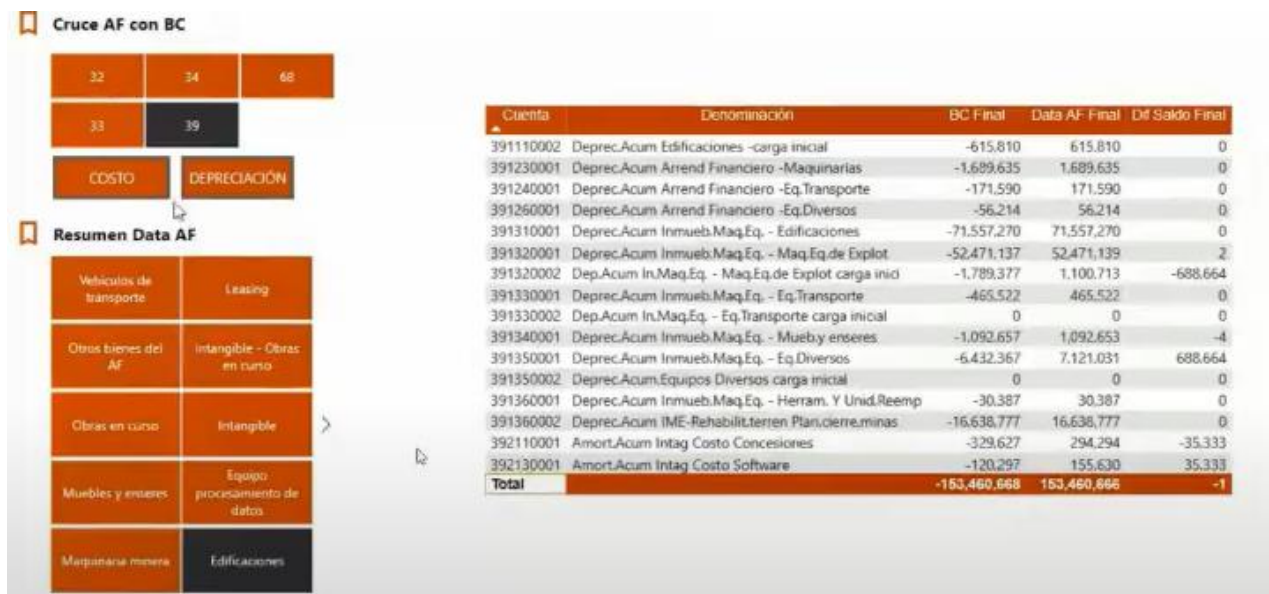 Cruce AF con BC
32 34 68
33 39
COSTO DEPRECIACIÓN
Resumen Data AF
Vehiculos de transporte
Leasing
Otros bienes del AF
Intangible - Obras en curso
Obras en curso
Intangible
Muebles y enseres
Equipo procesamiento de datos
Maquinaria minera
Edificaciones
Cuenta Denominación BC Final Data AF Final Dif Saldo Final
391110002 Deprec.Acum Edificaciones -carga inicial -615,810 615,810 0
391230001 Deprec.Acum Arrend Financiero -Maquinarias -1,689,635 1,689,635 0
391240001 Deprec.Acum Arrend Financiero -Eq.Transporte -171,590 171,590 0
391260001 Deprec.Acum Arrend Financiero -Eq.Diversos -56,214 56,214 0
391310001 Deprec.Acum Inmueb.Maq.Eq. - Edificaciones -71,557,270 71,557,270 0
391320001 Deprec.Acum Inmueb.Maq.Eq. - Maq.Eq.de Explot -52,471,137 52,471,139 2
391320002 Dep.Acum In.Maq.Eq. - Maq.Eq.de Explot carga inici -1,789,377 1,100,713 -688,664
391330001 Deprec.Acum Inmueb.Maq.Eq. - Eq.Transporte -465,522 465,522 0
391330002 Dep.Acum In.Maq.Eq. - Eq.Transporte carga inicial 0 0 0
391340001 Deprec.Acum Inmueb.Maq.Eq. - Mueb.y enseres -1,092,657 1,092,653 -4
391350001 Deprec.Acum Inmueb.Maq.Eq. - Eq.Diversos -6,432,367 7,121,031 688,664
391350002 Deprec.Acum.Equipos Diversos carga inicial 0 0 0
391360001 Deprec.Acum Inmueb.Maq.Eq. - Herram. Y Unid.Reemp -30,387 30,387 0
391360002 Deprec.Acum IME-Rehabilit.terren Plan.cierre.minas -16,638,777 16,638,777 0
392110001 Amort.Acum Intag Costo Concesiones -329,627 294,294 -35,333
392130001 Amort.Acum Intag Costo Software -120,297 155,630 35,333
Total -153,460,668 153,460,666 -1